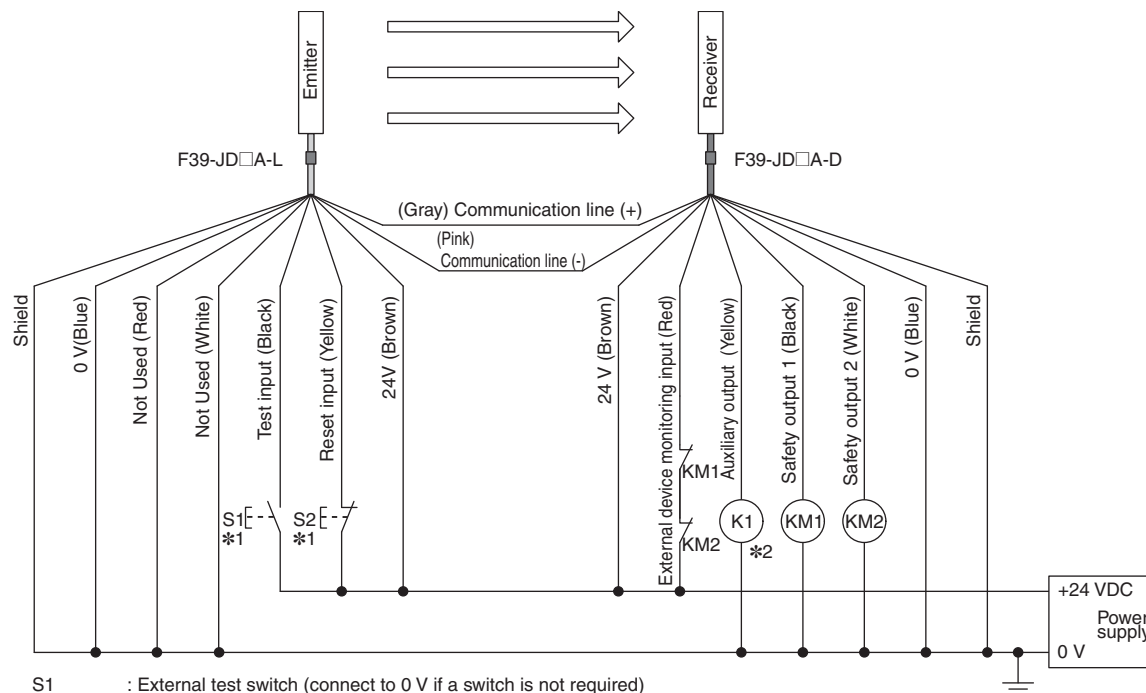 Emitter
Receiver
F39-JD□A-L
F39-JD□A-D
(Gray) Communication line (+)
(Pink)
Communication line (-)
Shield
0 V(Blue)
Not Used (Red)
Not Used (White)
Test input (Black)
Reset input (Yellow)
24V (Brown)
24 V (Brown)
External device monitoring input (Red)
Auxiliary output (Yellow)
Safety output 1 (Black)
Safety output 2 (White)
0 V (Blue)
Shield
KM1
S1
*1
S2
*1
KM2
K1
*2
KM1
KM2
+24 VDC
Power
supply
0 V
S1 : External test switch (connect to 0 V if a switch is not required)